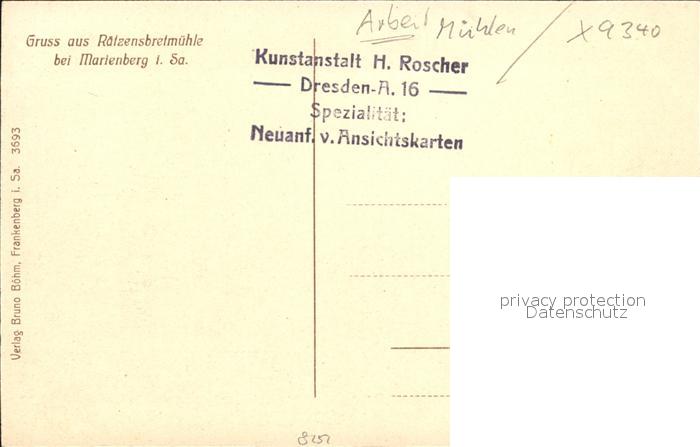 Arbeit Mühlen
X9340
Gruss aus Rätzensbretmühle
bei Marienberg i. Sa.
Kunstanstalt H. Roscher
Dresden-A. 16
Spezialität:
Neuanf. v. Ansichtskarten
Verlag Bruno Böhm, Frankenberg i. Sa. 3693
privacy protection
Datenschutz